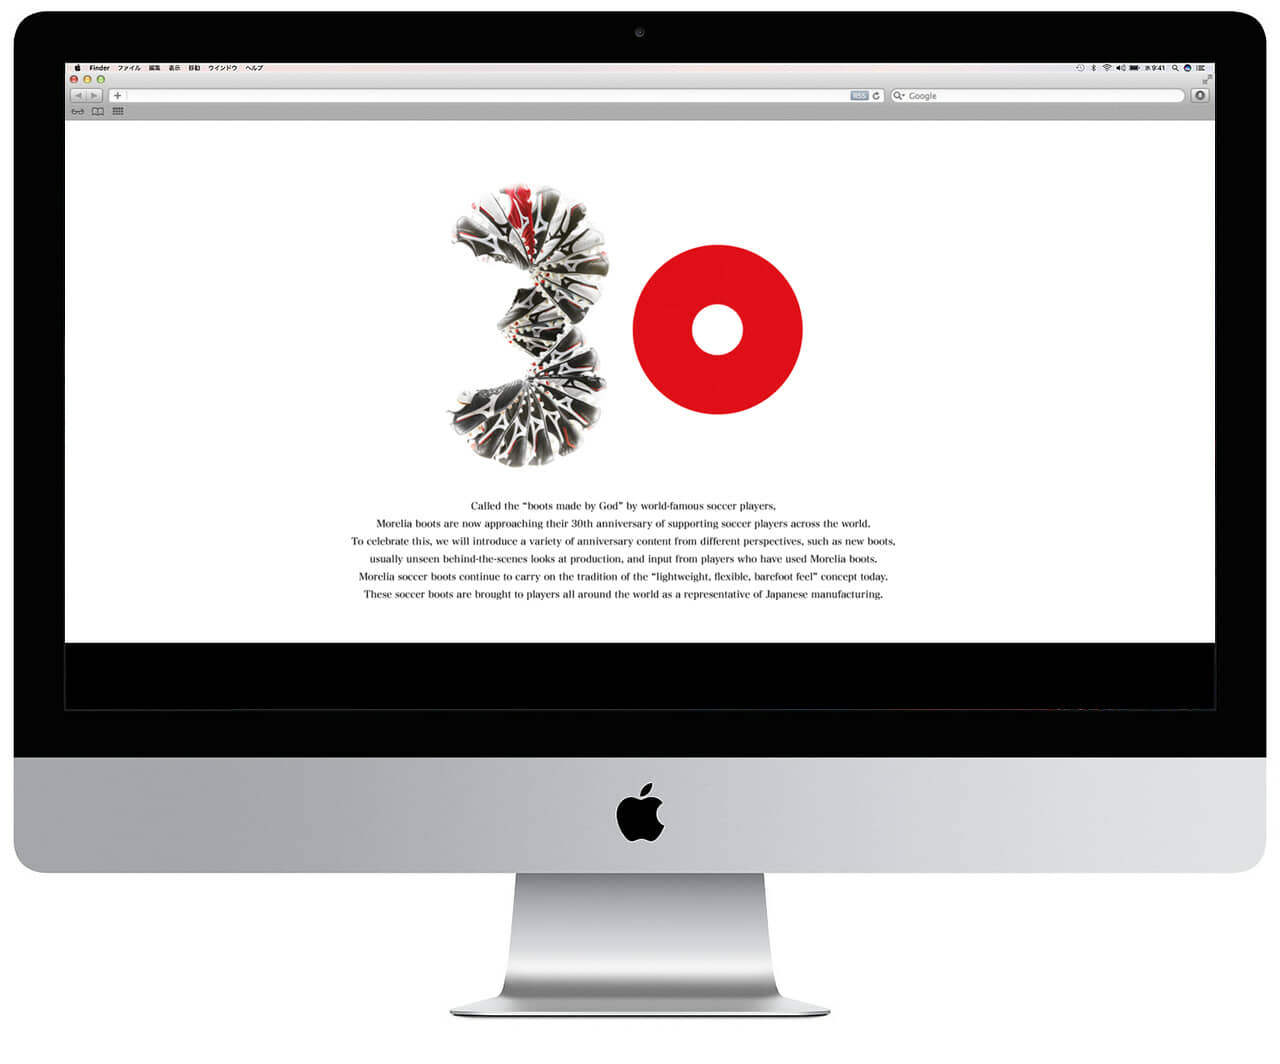 Finder ファイル 編集 表示 移動 ウインドウ ヘルプ
水9:41
RSS
Google
30
Called the “boots made by God” by world-famous soccer players,
Morelia boots are now approaching their 30th anniversary of supporting soccer players across the world.
To celebrate this, we will introduce a variety of anniversary content from different perspectives, such as new boots,
usually unseen behind-the-scenes looks at production, and input from players who have used Morelia boots.
Morelia soccer boots continue to carry on the tradition of the “lightweight, flexible, barefoot feel” concept today.
These soccer boots are brought to players all around the world as a representative of Japanese manufacturing.